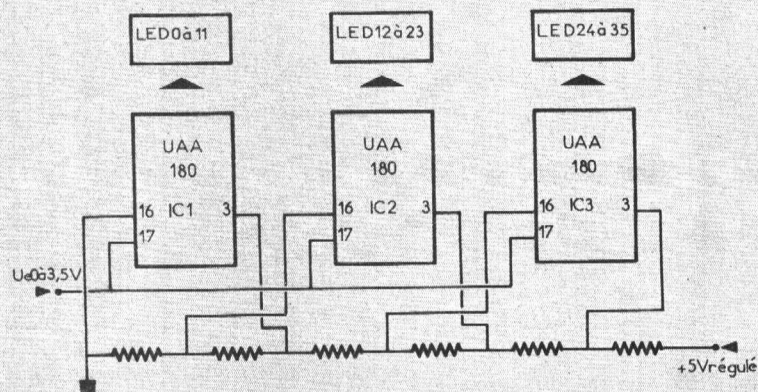 LED0à11
LED12à23
LED24à35
UAA
180
UAA
180
UAA
180
16 IC1 3
17
16 IC2 3
17
16 IC3 3
17
Ue0à3,5V
+5Vrégulé